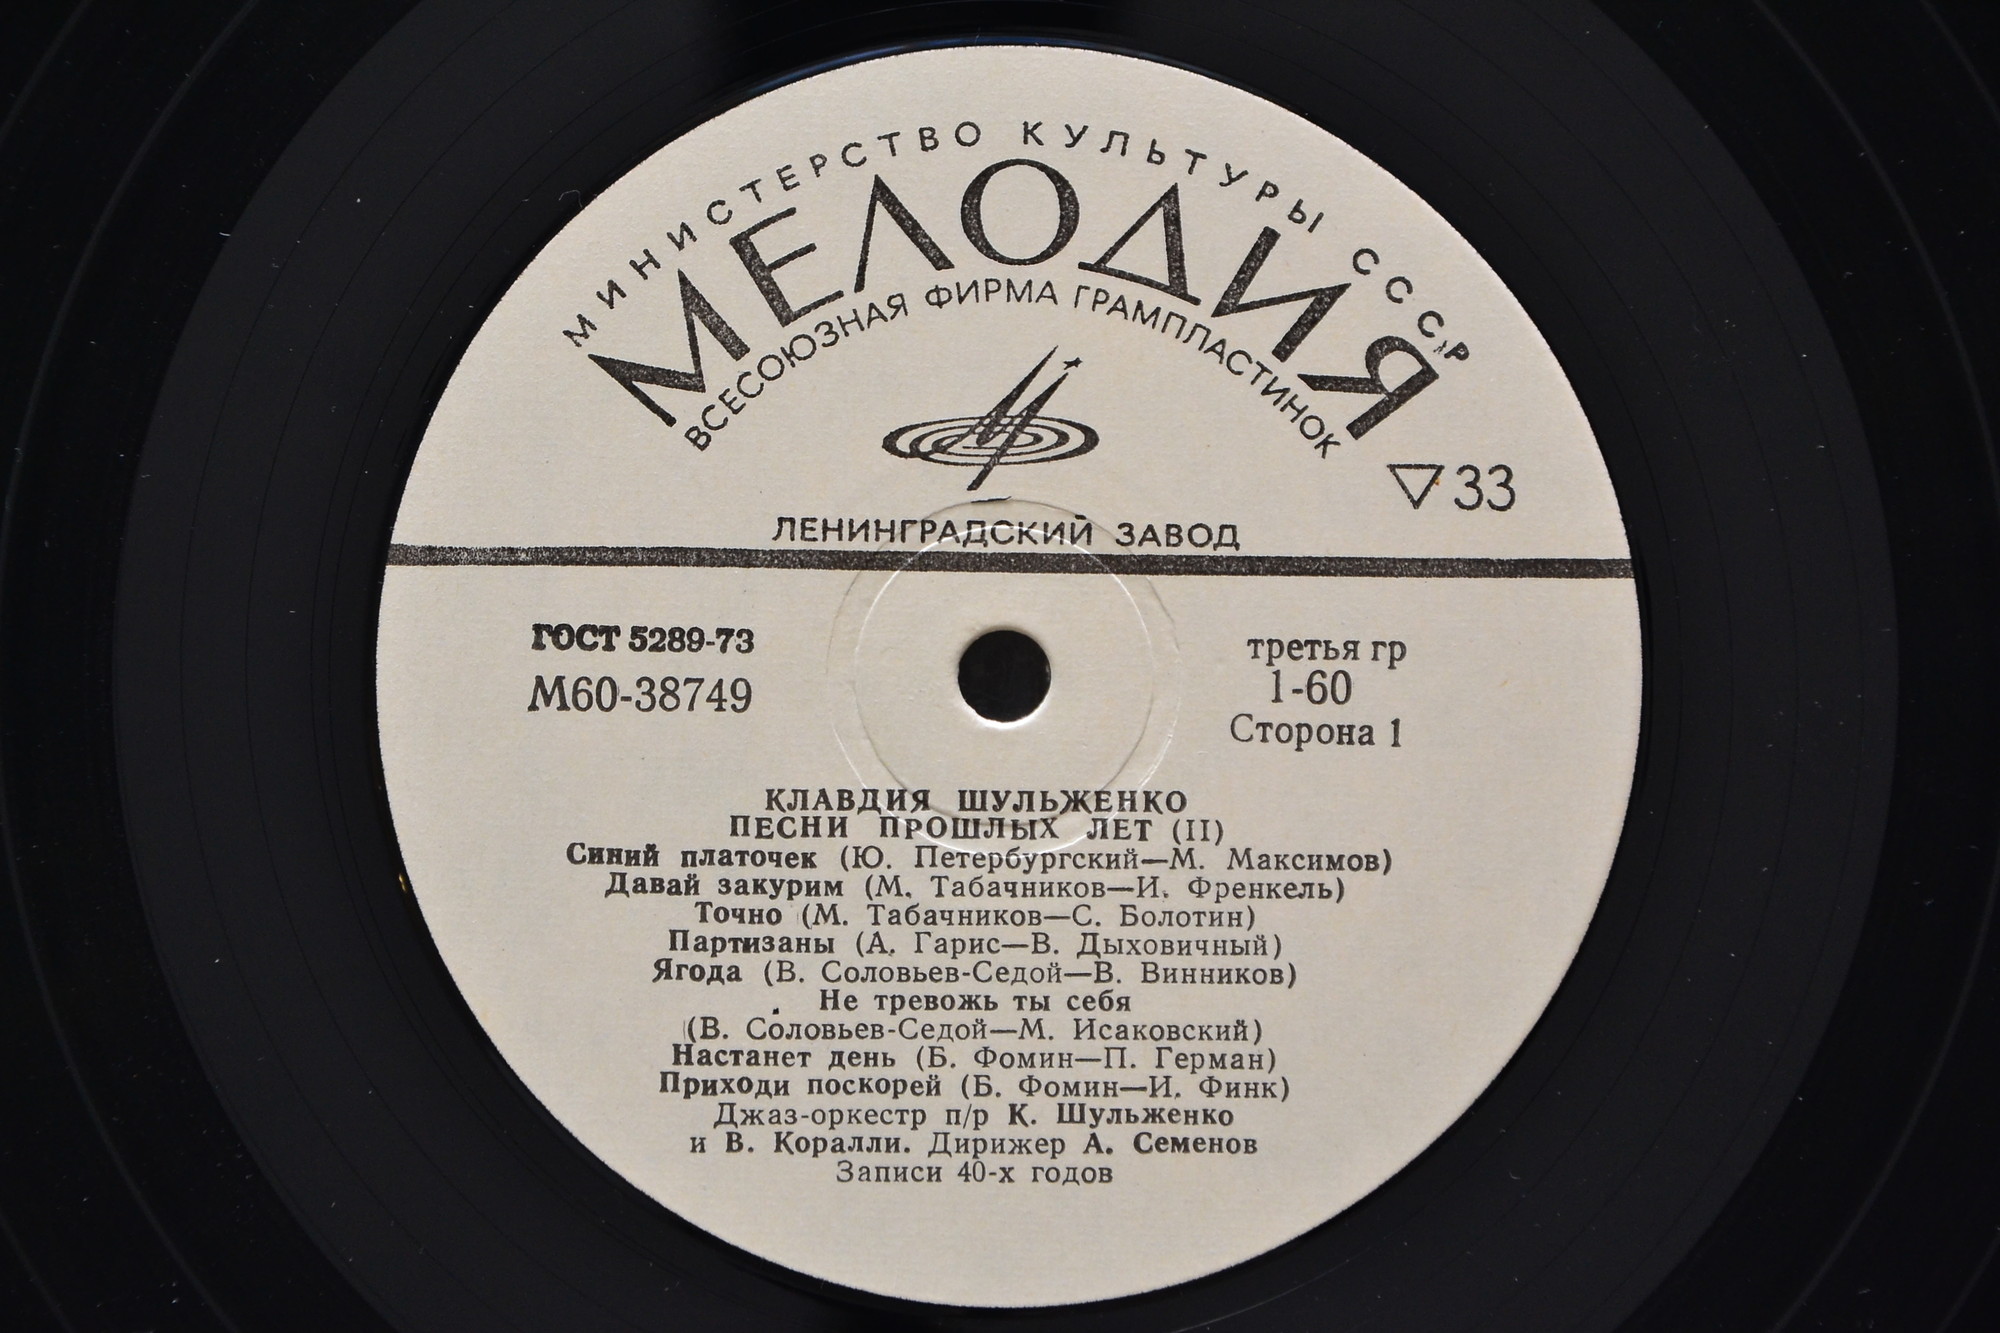 МИНИСТЕРСТВО КУЛЬТУРЫ СССР
МЕЛОДИЯ
ВСЕСОЮЗНАЯ ФИРМА ГРАМПЛАСТИНОК
▽33
ЛЕНИНГРАДСКИЙ ЗАВОД
ГОСТ 5289-73
М60-38749
третья гр
1-60
Сторона 1
КЛАВДИЯ ШУЛЬЖЕНКО
ПЕСНИ ПРОШЛЫХ ЛЕТ (II)
Синий платочек (Ю. Петербургский—М. Максимов)
Давай закурим (М. Табачников—И. Френкель)
Точно (М. Табачников—С. Болотин)
Партизаны (А. Гарис—В. Дыховичный)
Ягода (В. Соловьев-Седой—В. Винников)
Не тревожь ты себя
(В. Соловьев-Седой—М. Исаковский)
Настанет день (Б. Фомин—П. Герман)
Приходи поскорей (Б. Фомин—И. Финк)
Джаз-оркестр п/р К. Шульженко
и В. Коралли. Дирижер А. Семенов
Записи 40-х годов